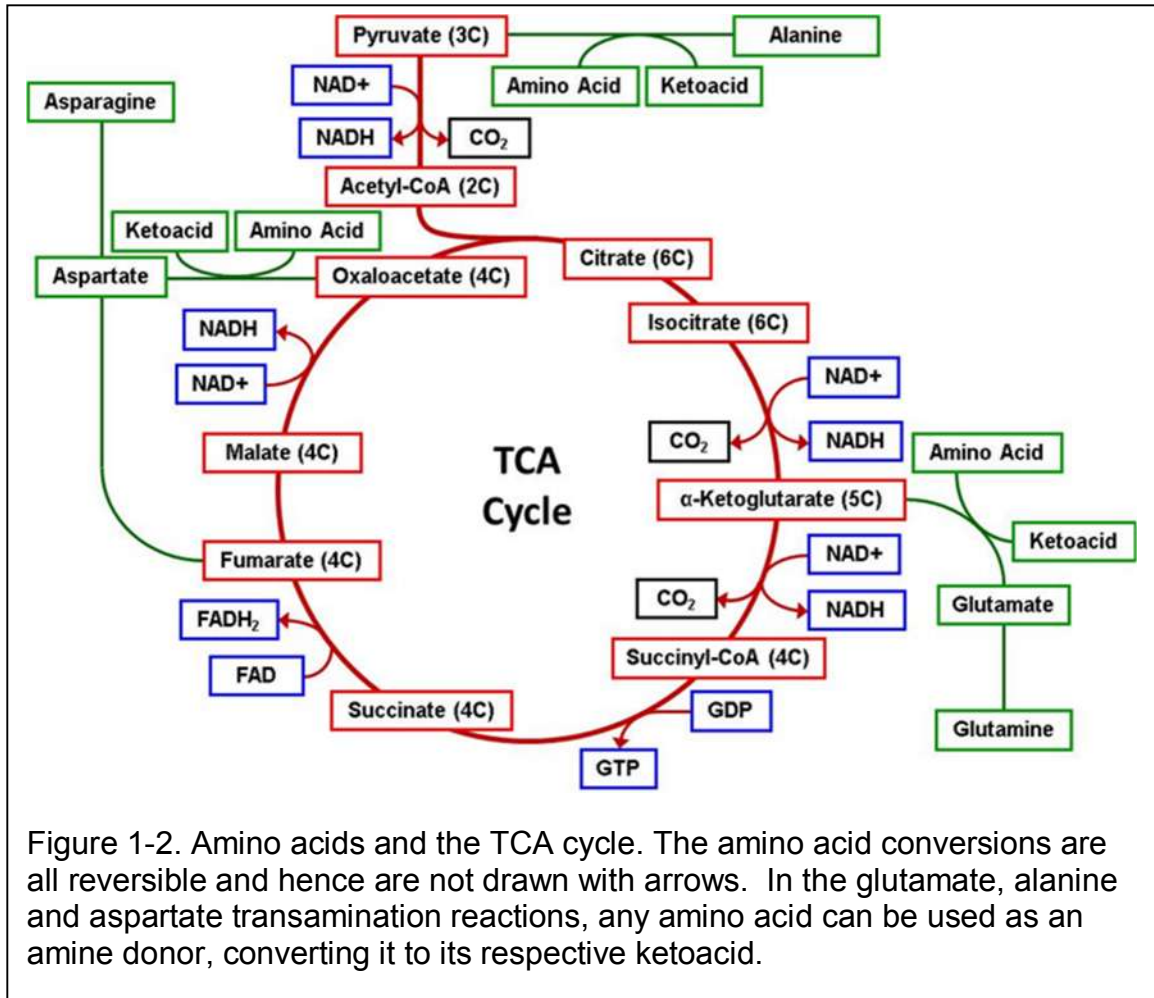 Pyruvate (3C)
Alanine
Amino Acid
Ketoacid
NAD+
NADH
CO₂
Asparagine
Acetyl-CoA (2C)
Ketoacid
Amino Acid
Aspartate
Oxaloacetate (4C)
Citrate (6C)
Isocitrate (6C)
NADH
NAD+
NAD+
CO₂
NADH
Malate (4C)
TCA
Cycle
α-Ketoglutarate (5C)
Amino Acid
Ketoacid
Fumarate (4C)
NAD+
CO₂
NADH
Glutamate
FADH₂
FAD
Succinyl-CoA (4C)
Succinate (4C)
GDP
GTP
Glutamine
Figure 1-2. Amino acids and the TCA cycle. The amino acid conversions are
all reversible and hence are not drawn with arrows.  In the glutamate, alanine
and aspartate transamination reactions, any amino acid can be used as an
amine donor, converting it to its respective ketoacid.